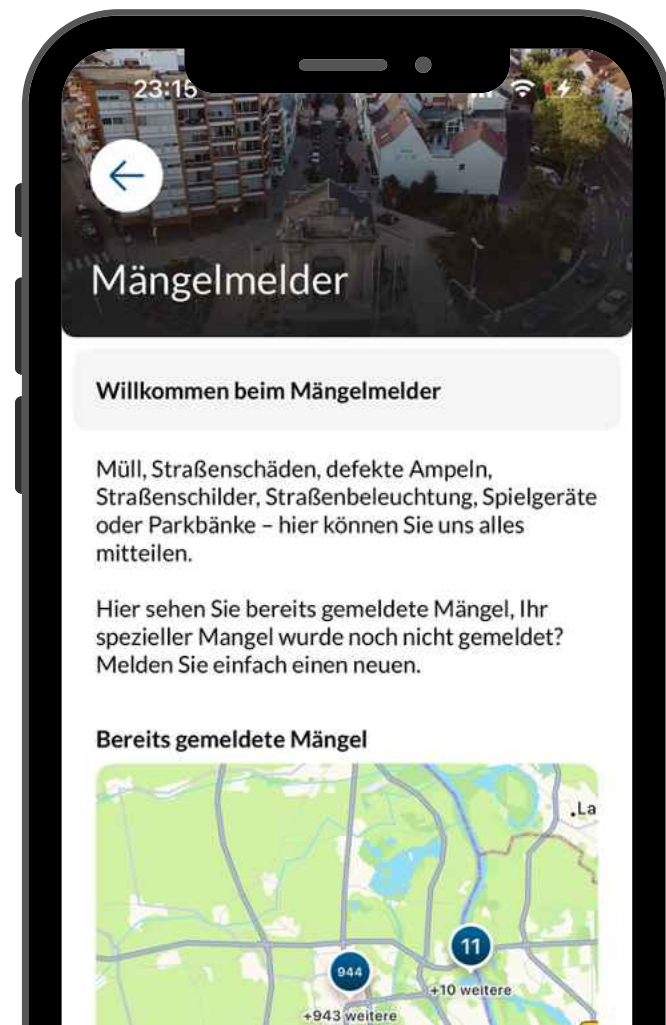 23:15
Mängelmelder
Willkommen beim Mängelmelder
Müll, Straßenschäden, defekte Ampeln,
Straßenschilder, Straßenbeleuchtung, Spielgeräte
oder Parkbänke – hier können Sie uns alles
mitteilen.
Hier sehen Sie bereits gemeldete Mängel, Ihr
spezieller Mangel wurde noch nicht gemeldet?
Melden Sie einfach einen neuen.
Bereits gemeldete Mängel
La
11
+10 weitere
944
+943 weitere